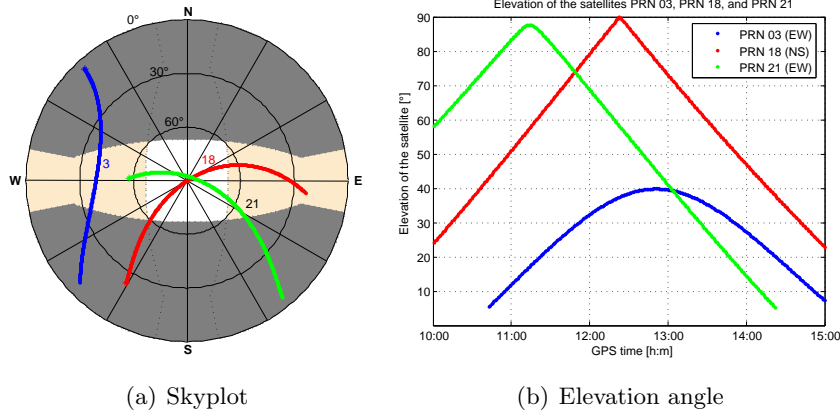 Elevation of the satellites PRN 03, PRN 18, and PRN 21
N
0°
30°
60°
3
18
21
W
E
S
90
80
70
60
50
40
30
20
10
Elevation of the satellite [°]
PRN 03 (EW)
PRN 18 (NS)
PRN 21 (EW)
10:00 11:00 12:00 13:00 14:00 15:00
GPS time [h:m]
(a) Skyplot
(b) Elevation angle